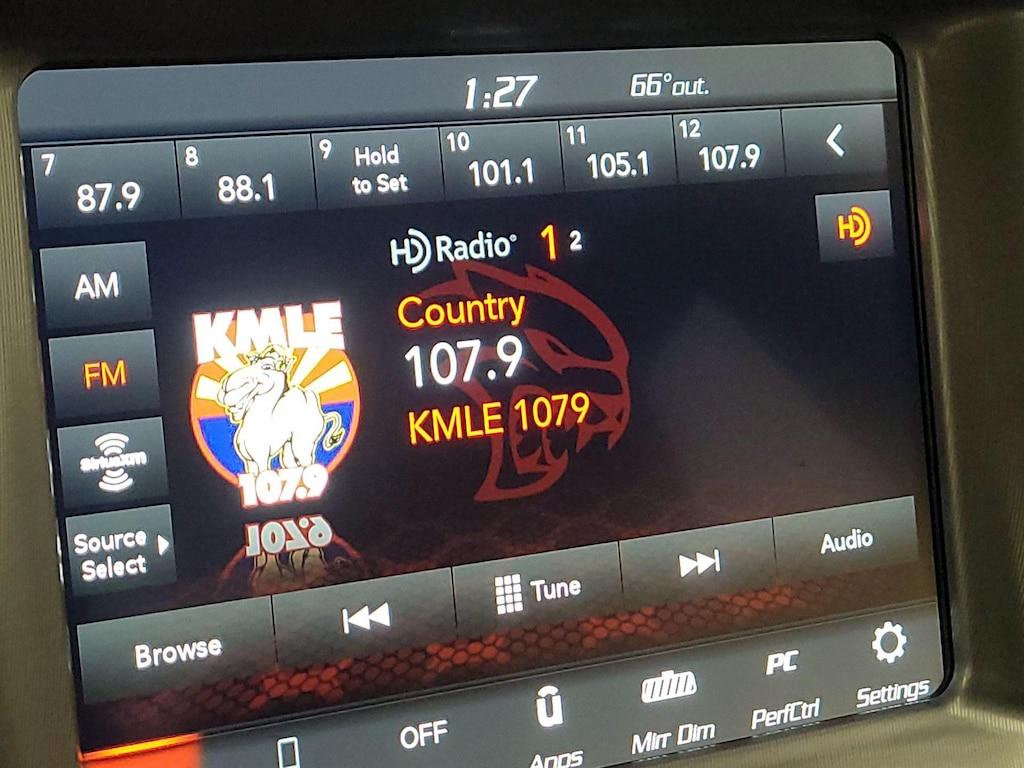 1:27 66° out.
7 87.9
8 88.1
9 Hold
to Set
10 101.1
11 105.1
12 107.9
AM
FM
siriusxm
Source
Select
KMLE
107.9
HD Radio® 1 2
HD
Country
107.9
KMLE 1079
Browse
Tune
Audio
OFF
Apps
Mirr Dim
PC
PerfCtrl
Settings